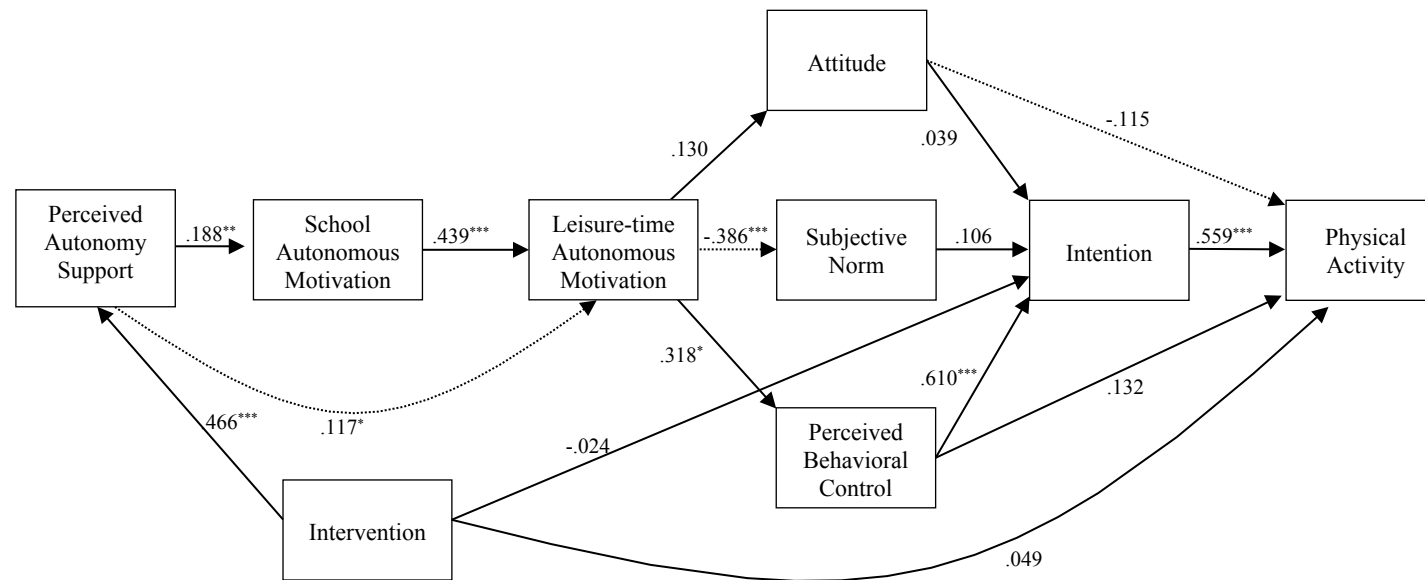 Attitude
-.115
.039
.130
Perceived
Autonomy
Support
.188**
School
Autonomous
Motivation
.439***
Leisure-time
Autonomous
Motivation
-.386***
Subjective
Norm
.106
Intention
.559***
Physical
Activity
.318*
.610***
.132
466***
.117*
-.024
Perceived
Behavioral
Control
Intervention
.049